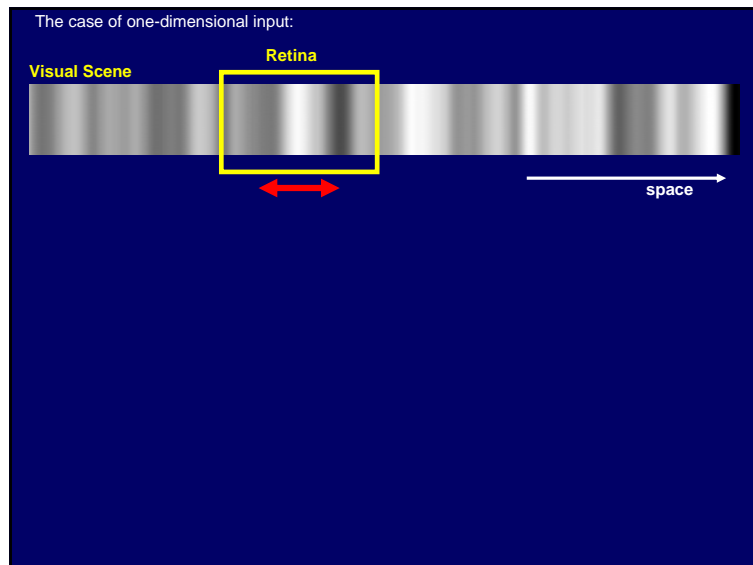 The case of one-dimensional input:
Retina
Visual Scene
space